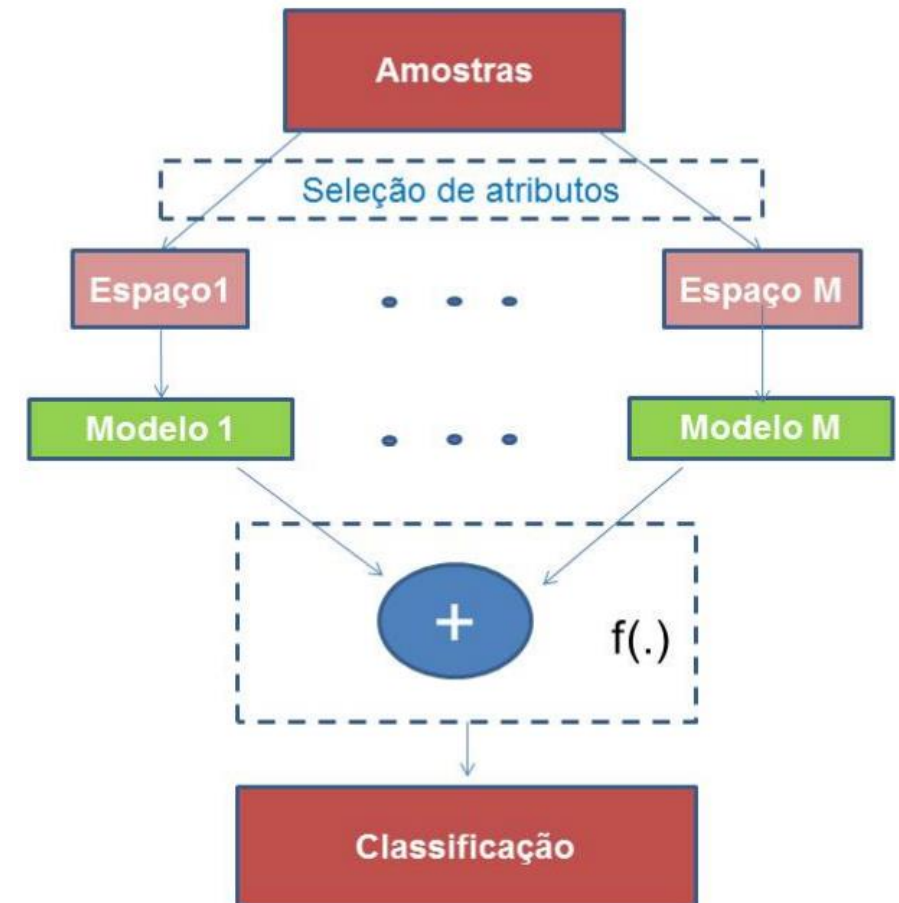 Amostras
Seleção de atributos
Espaço1
Espaço M
Modelo 1
Modelo M
+
f(.)
Classificação